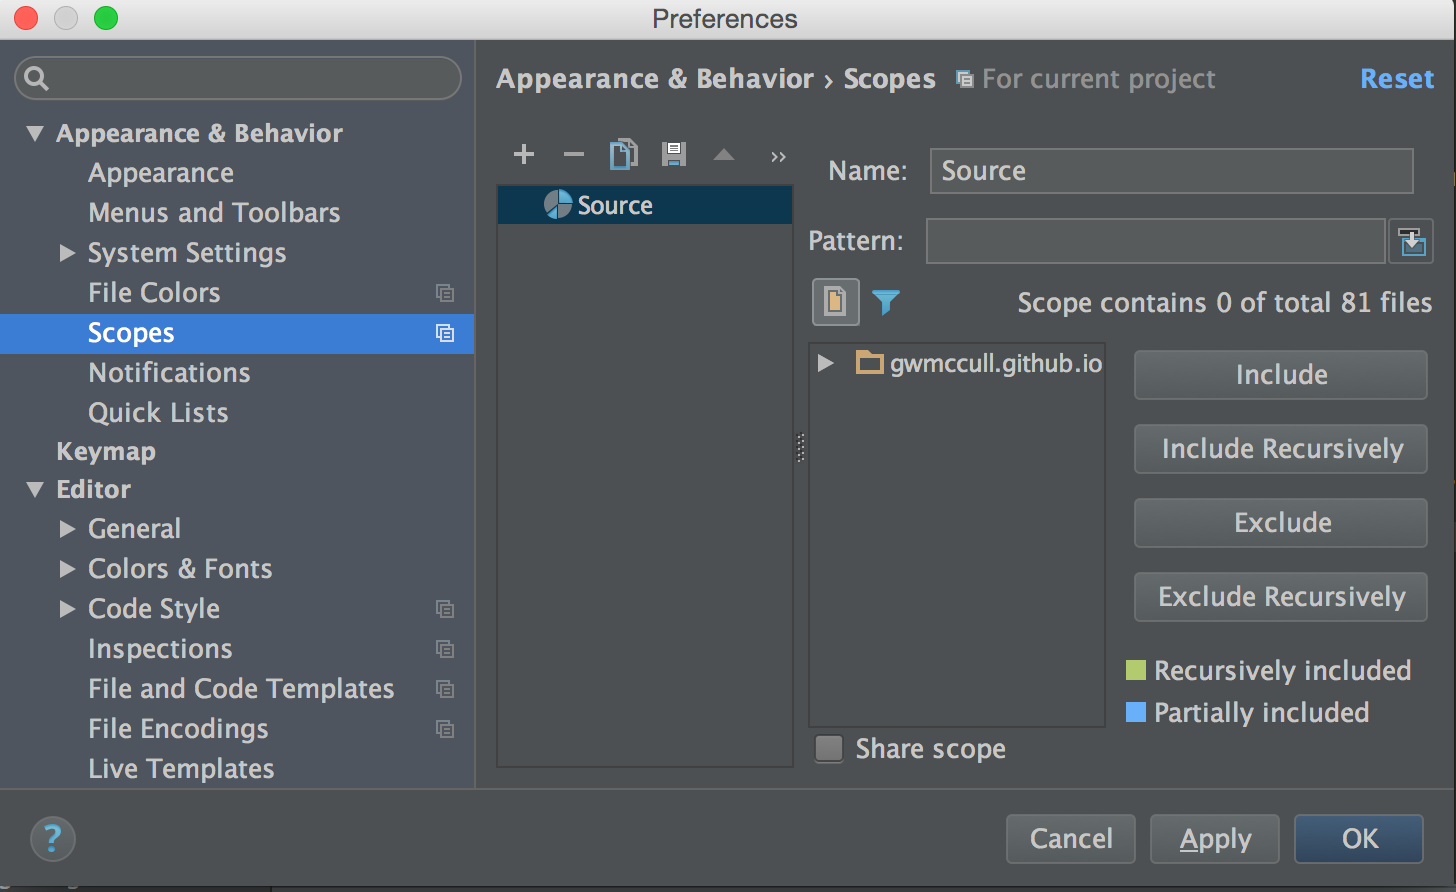 Preferences
Appearance & Behavior › Scopes For current project Reset
Appearance & Behavior
Appearance
Menus and Toolbars
System Settings
File Colors
Scopes
Notifications
Quick Lists
Keymap
Editor
General
Colors & Fonts
Code Style
Inspections
File and Code Templates
File Encodings
Live Templates
Source
Name: Source
Pattern:
Scope contains 0 of total 81 files
gwmccull.github.io
Include
Include Recursively
Exclude
Exclude Recursively
Recursively included
Partially included
Share scope
?
Cancel
Apply
OK